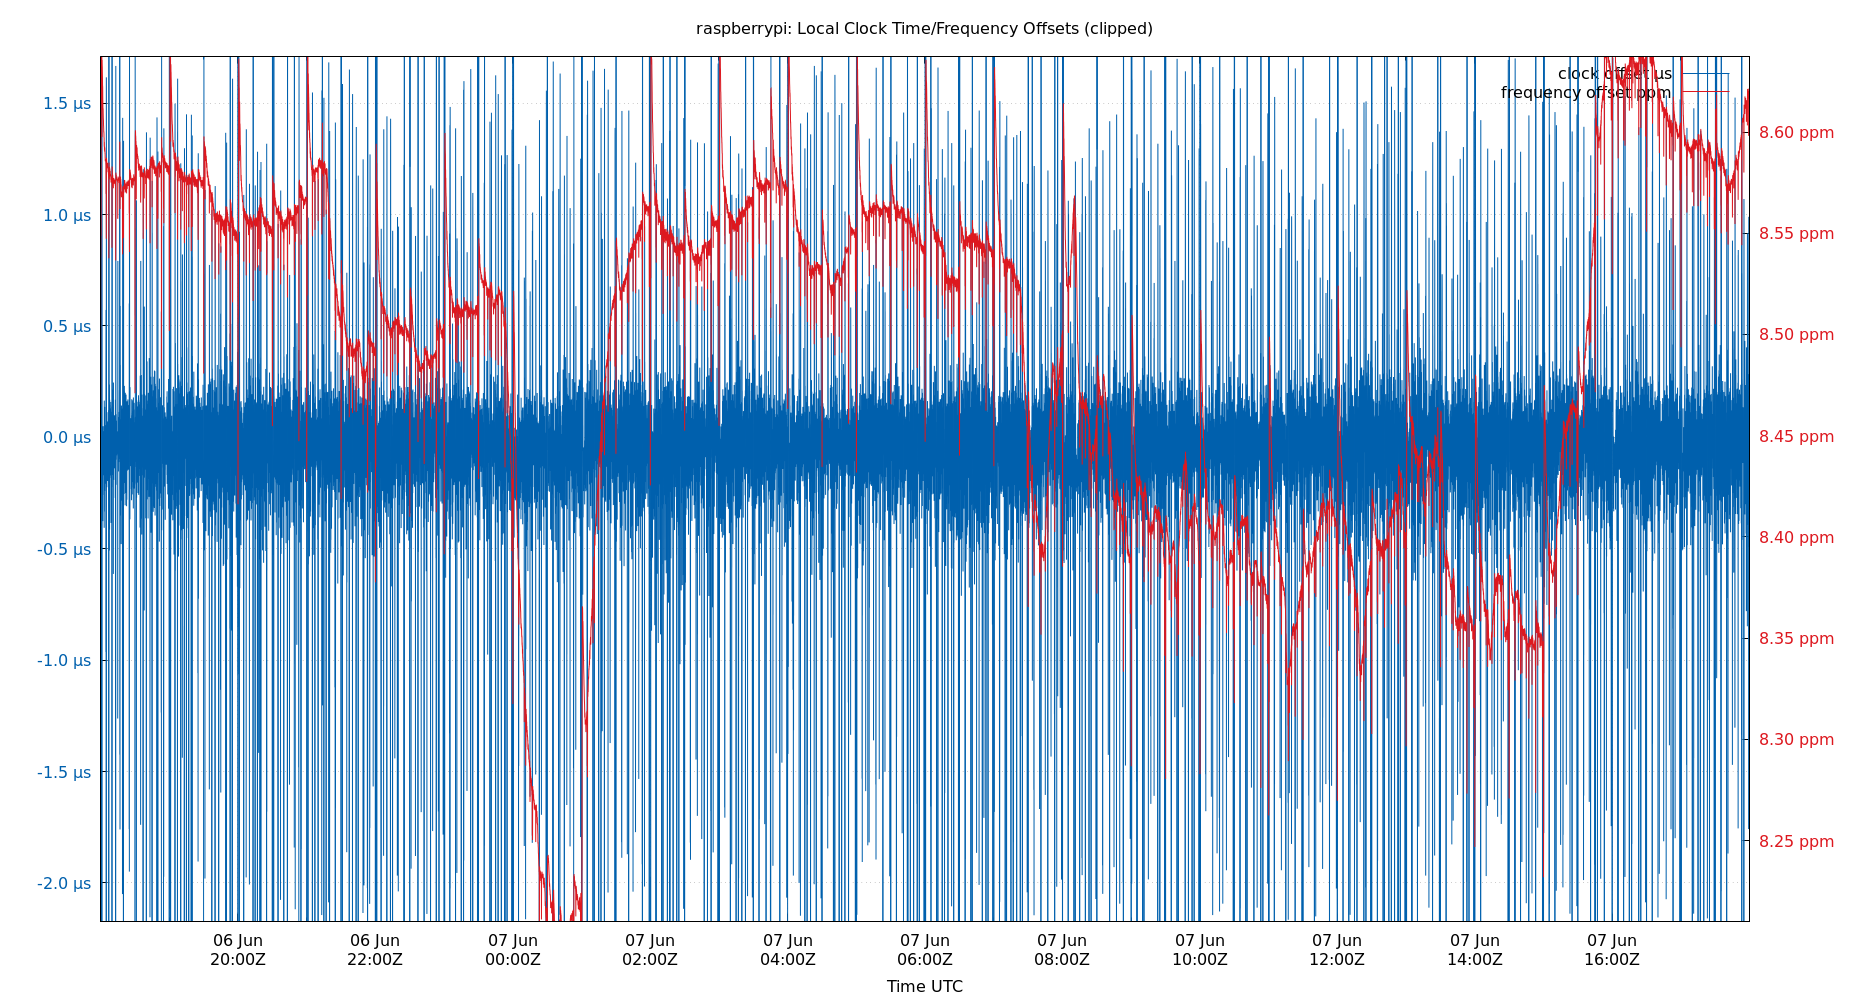 raspberrypi: Local Clock Time/Frequency Offsets (clipped)
clock offset µs
frequency offset ppm
1.5 µs
1.0 µs
0.5 µs
0.0 µs
-0.5 µs
-1.0 µs
-1.5 µs
-2.0 µs
8.60 ppm
8.55 ppm
8.50 ppm
8.45 ppm
8.40 ppm
8.35 ppm
8.30 ppm
8.25 ppm
06 Jun 06 Jun 07 Jun 07 Jun 07 Jun 07 Jun 07 Jun 07 Jun 07 Jun 07 Jun 07 Jun
20:00Z 22:00Z 00:00Z 02:00Z 04:00Z 06:00Z 08:00Z 10:00Z 12:00Z 14:00Z 16:00Z
Time UTC